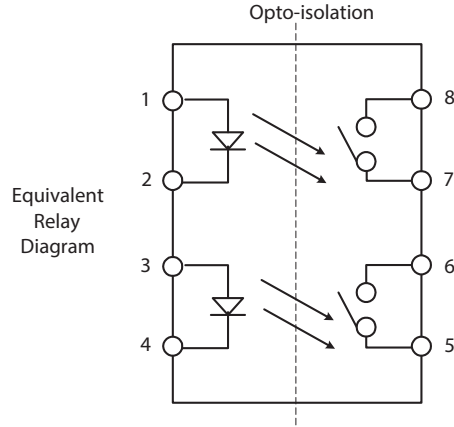 Opto-isolation
1
8
2
7
Equivalent
Relay
Diagram
3
6
4
5